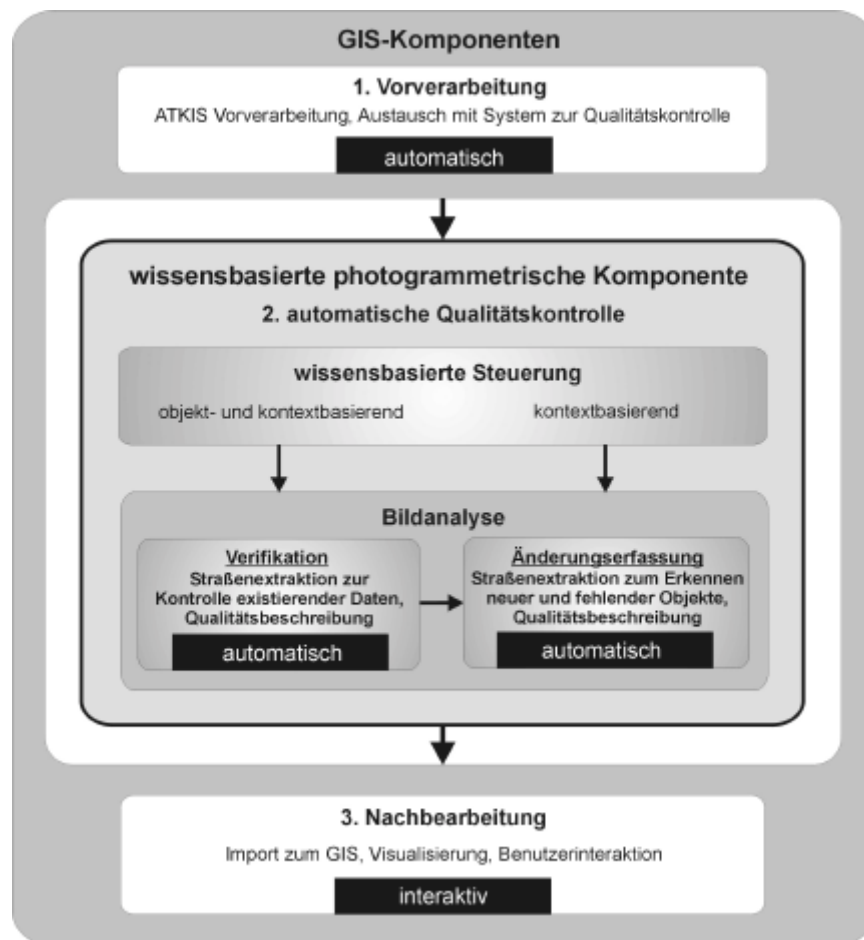 GIS-Komponenten
1. Vorverarbeitung
ATKIS Vorverarbeitung, Austausch mit System zur Qualitätskontrolle
automatisch
wissensbasierte photogrammetrische Komponente
2. automatische Qualitätskontrolle
wissensbasierte Steuerung
objekt- und kontextbasierend
kontextbasierend
Bildanalyse
Verifikation
Straßenextraktion zur
Kontrolle existierender Daten,
Qualitätsbeschreibung
automatisch
Änderungserfassung
Straßenextraktion zum Erkennen
neuer und fehlender Objekte,
Qualitätsbeschreibung
automatisch
3. Nachbearbeitung
Import zum GIS, Visualisierung, Benutzerinteraktion
interaktiv